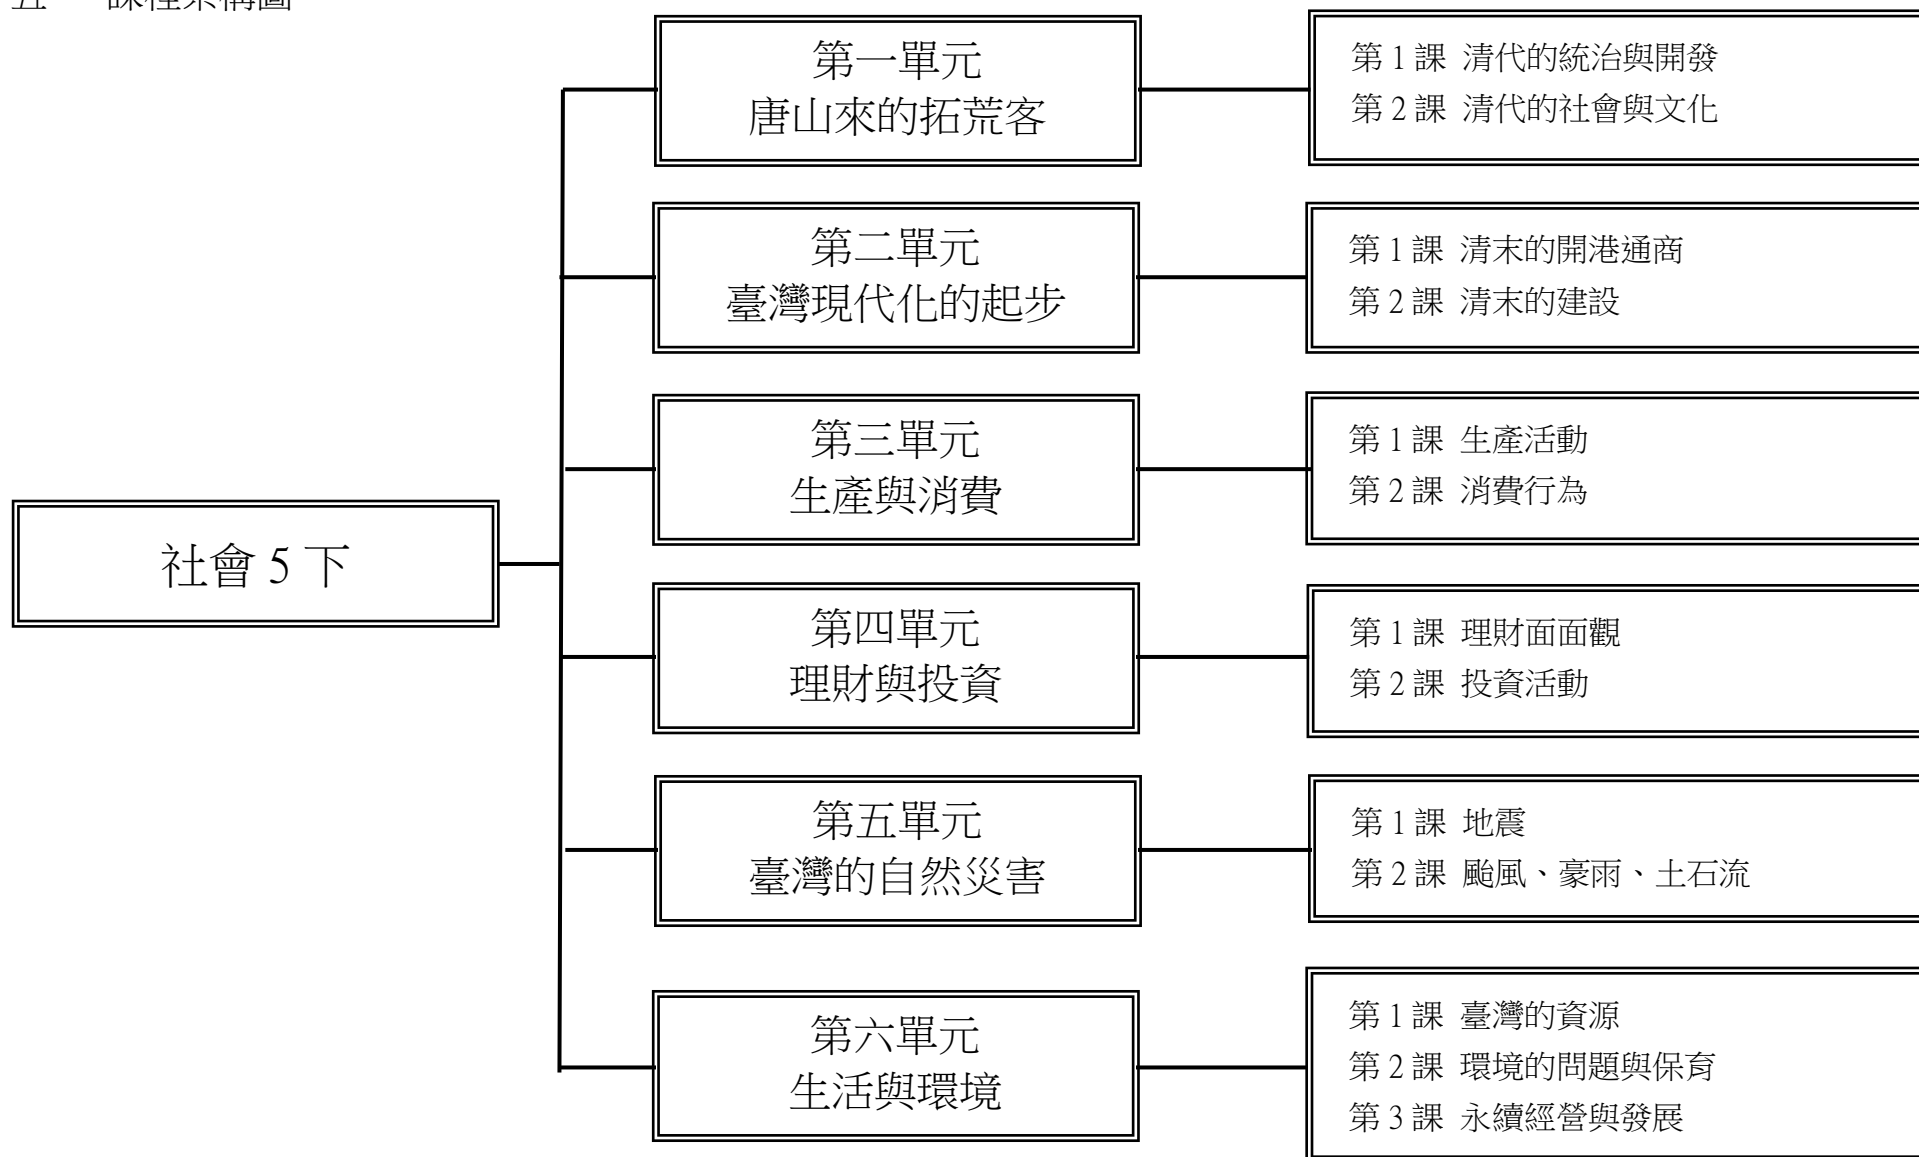 五 課程架構圖
社會 5 下
第一單元
唐山來的拓荒客
第 1 課 清代的統治與開發
第 2 課 清代的社會與文化
第二單元
臺灣現代化的起步
第 1 課 清末的開港通商
第 2 課 清末的建設
第三單元
生產與消費
第 1 課 生產活動
第 2 課 消費行為
第四單元
理財與投資
第 1 課 理財面面觀
第 2 課 投資活動
第五單元
臺灣的自然災害
第 1 課 地震
第 2 課 颱風、豪雨、土石流
第六單元
生活與環境
第 1 課 臺灣的資源
第 2 課 環境的問題與保育
第 3 課 永續經營與發展